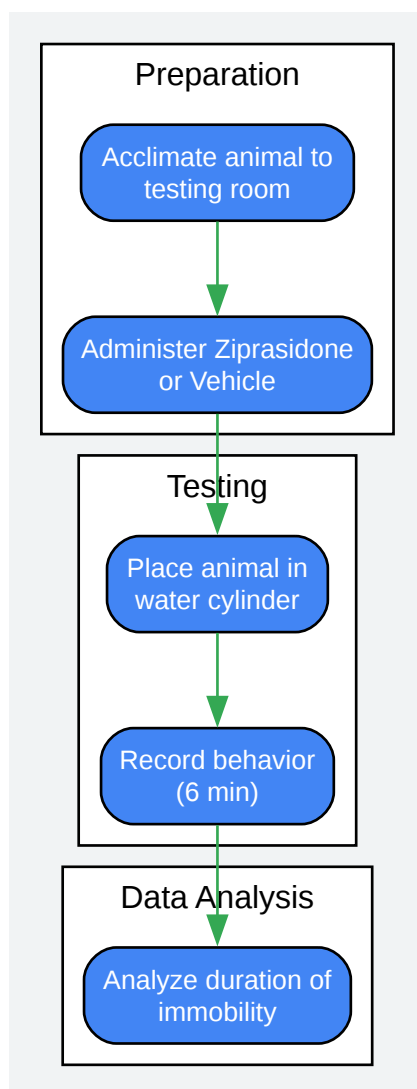 Preparation
Acclimate animal to
testing room
Administer Ziprasidone
or Vehicle
Testing
Place animal in
water cylinder
Record behavior
(6 min)
Data Analysis
Analyze duration of
immobility